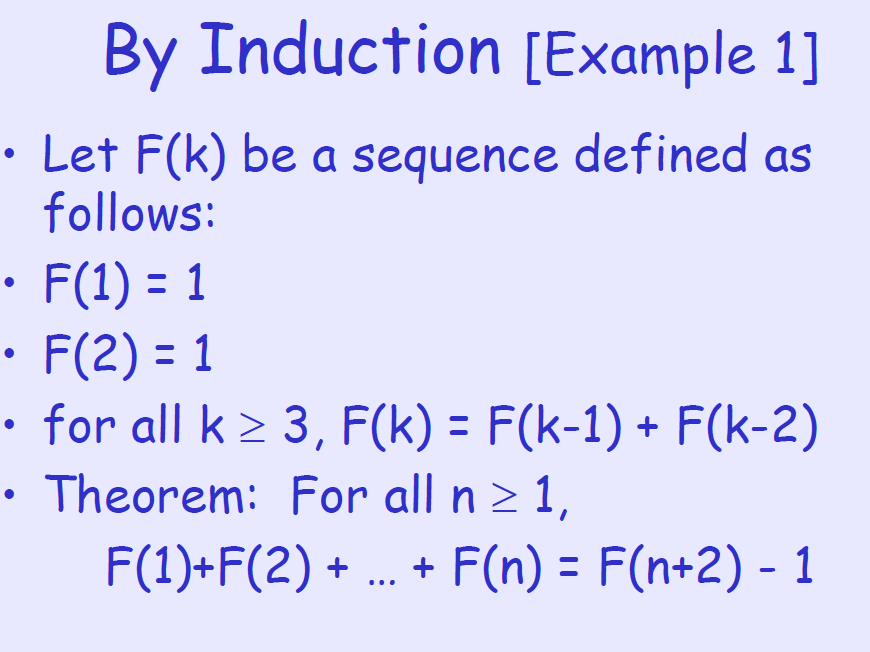 By Induction [Example 1]
• Let F(k) be a sequence defined as
follows:
• F(1) = 1
• F(2) = 1
• for all k ≥ 3, F(k) = F(k-1) + F(k-2)
• Theorem:  For all n ≥ 1,
F(1)+F(2) + … + F(n) = F(n+2) - 1